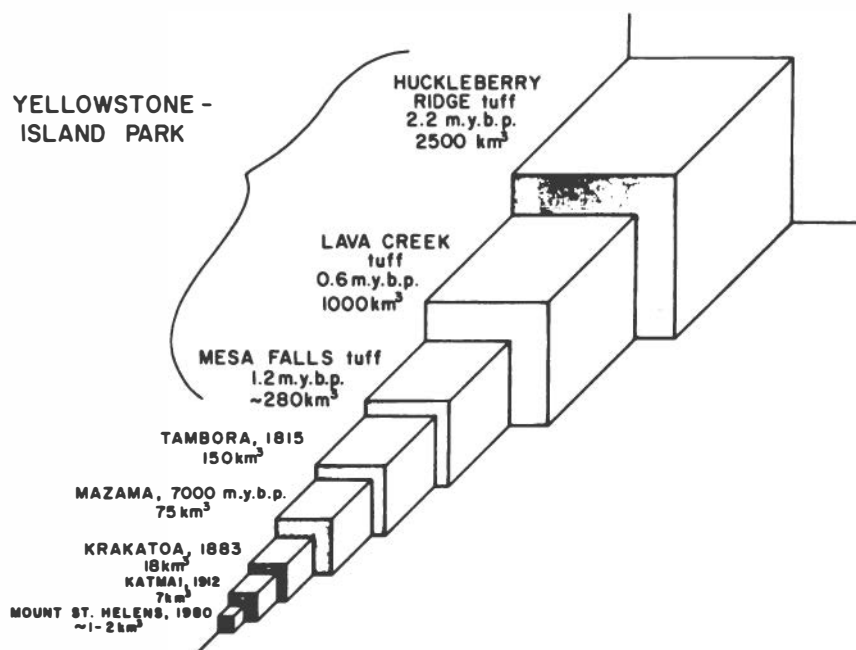 YELLOWSTONE -
ISLAND PARK
HUCKLEBERRY
RIDGE tuff
2.2 m.y.b.p.
2500 km³
LAVA CREEK
tuff
0.6 m.y.b.p.
1000km³
MESA FALLS tuff
1.2 m.y.b.p.
~280km³
TAMBORA, 1815
150km³
MAZAMA, 7000 m.y.b.p.
75km³
KRAKATOA, 1883
18km³
KATMAI, 1912
7km³
MOUNT ST. HELENS, 1980
~1-2km³